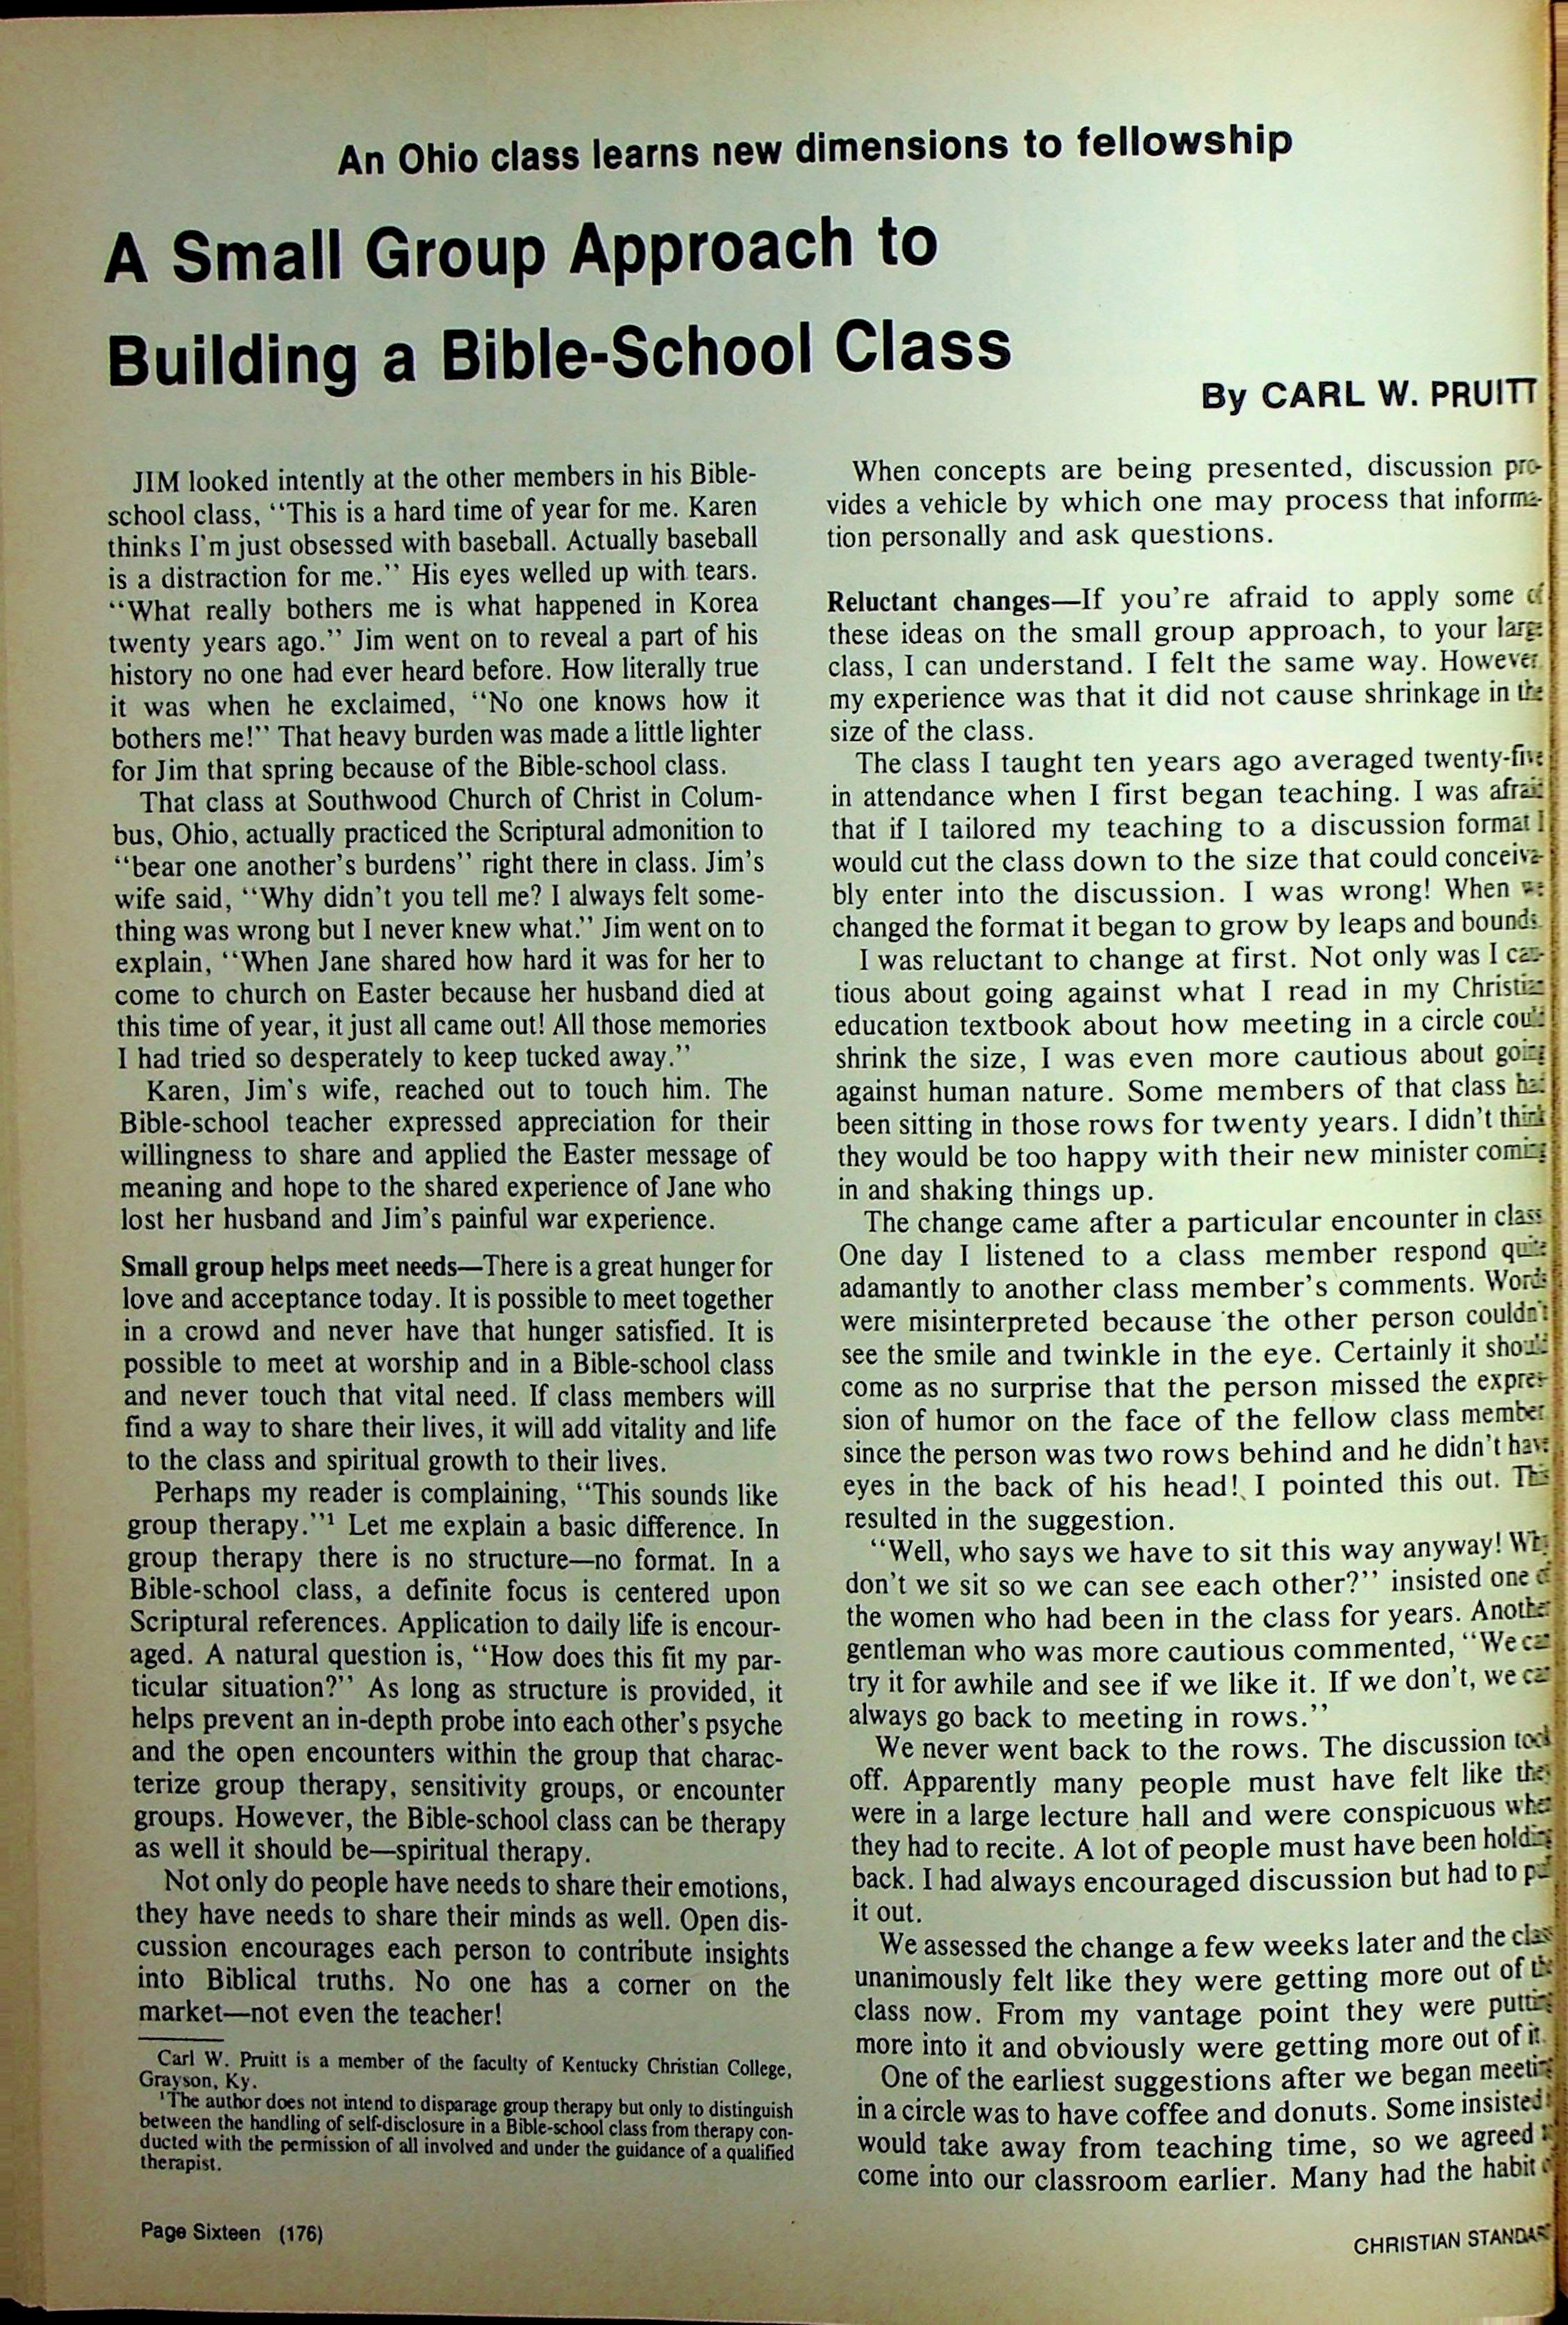 An Ohio class learns new dimensions to fellowship
A Small Group Approach to
Building a Bible-School Class
By CARL W. PRUITT
JIM looked intently at the other members in his Bible-
school class, “This is a hard time of year for me. Karen
thinks I'm just obsessed with baseball. Actually baseball
is a distraction for me.” His eyes welled up with tears.
“What really bothers me is what happened in Korea
twenty years ago.” Jim went on to reveal a part of his
history no one had ever heard before. How literally true
it was when he exclaimed, “No one knows how it
bothers me!” That heavy burden was made a little lighter
for Jim that spring because of the Bible-school class.
That class at Southwood Church of Christ in Colum-
bus, Ohio, actually practiced the Scriptural admonition to
“bear one another's burdens” right there in class. Jim's
wife said, “Why didn't you tell me? I always felt some-
thing was wrong but I never knew what.” Jim went on to
explain, “When Jane shared how hard it was for her to
come to church on Easter because her husband died at
this time of year, it just all came out! All those memories
I had tried so desperately to keep tucked away.”
Karen, Jim's wife, reached out to touch him. The
Bible-school teacher expressed appreciation for their
willingness to share and applied the Easter message of
meaning and hope to the shared experience of Jane who
lost her husband and Jim's painful war experience.
Small group helps meet needs—There is a great hunger for
love and acceptance today. It is possible to meet together
in a crowd and never have that hunger satisfied. It is
possible to meet at worship and in a Bible-school class
and never touch that vital need. If class members will
find a way to share their lives, it will add vitality and life
to the class and spiritual growth to their lives.
Perhaps my reader is complaining, “This sounds like
group therapy.”¹ Let me explain a basic difference. In
group therapy there is no structure—no format. In a
Bible-school class, a definite focus is centered upon
Scriptural references. Application to daily life is encour-
aged. A natural question is, “How does this fit my par-
ticular situation?” As long as structure is provided, it
helps prevent an in-depth probe into each other's psyche
and the open encounters within the group that charac-
terize group therapy, sensitivity groups, or encounter
groups. However, the Bible-school class can be therapy
as well it should be—spiritual therapy.
Not only do people have needs to share their emotions,
they have needs to share their minds as well. Open dis-
cussion encourages each person to contribute insights
into Biblical truths. No one has a corner on the
market—not even the teacher!
Carl W. Pruitt is a member of the faculty of Kentucky Christian College,
Grayson, Ky.
¹The author does not intend to disparage group therapy but only to distinguish
between the handling of self-disclosure in a Bible-school class from therapy con-
ducted with the permission of all involved and under the guidance of a qualified
therapist.
Page Sixteen (176)
When concepts are being presented, discussion pro-
vides a vehicle by which one may process that informa-
tion personally and ask questions.
Reluctant changes—If you're afraid to apply some of
these ideas on the small group approach, to your large
class, I can understand. I felt the same way. However
my experience was that it did not cause shrinkage in the
size of the class.
The class I taught ten years ago averaged twenty-five
in attendance when I first began teaching. I was afraid
that if I tailored my teaching to a discussion format I
would cut the class down to the size that could conceiva-
bly enter into the discussion. I was wrong! When we
changed the format it began to grow by leaps and bounds.
I was reluctant to change at first. Not only was I cau-
tious about going against what I read in my Christian
education textbook about how meeting in a circle could
shrink the size, I was even more cautious about going
against human nature. Some members of that class had
been sitting in those rows for twenty years. I didn't think
they would be too happy with their new minister coming
in and shaking things up.
The change came after a particular encounter in class
One day I listened to a class member respond quite
adamantly to another class member's comments. Words
were misinterpreted because the other person couldn't
see the smile and twinkle in the eye. Certainly it should
come as no surprise that the person missed the expres-
sion of humor on the face of the fellow class member
since the person was two rows behind and he didn't have
eyes in the back of his head! I pointed this out. This
resulted in the suggestion.
“Well, who says we have to sit this way anyway! Why
don't we sit so we can see each other?” insisted one of
the women who had been in the class for years. Another
gentleman who was more cautious commented, “We can
try it for awhile and see if we like it. If we don't, we can
always go back to meeting in rows.”
We never went back to the rows. The discussion took
off. Apparently many people must have felt like they
were in a large lecture hall and were conspicuous when
they had to recite. A lot of people must have been holding
back. I had always encouraged discussion but had to
it out.
We assessed the change a few weeks later and the class
unanimously felt like they were getting more out of the
class now. From my vantage point they were putting
more into it and obviously were getting more out of it.
One of the earliest suggestions after we began meeting
in a circle was to have coffee and donuts. Some insisted
would take away from teaching time, so we agreed
come into our classroom earlier. Many had the habit
CHRISTIAN STANDARD